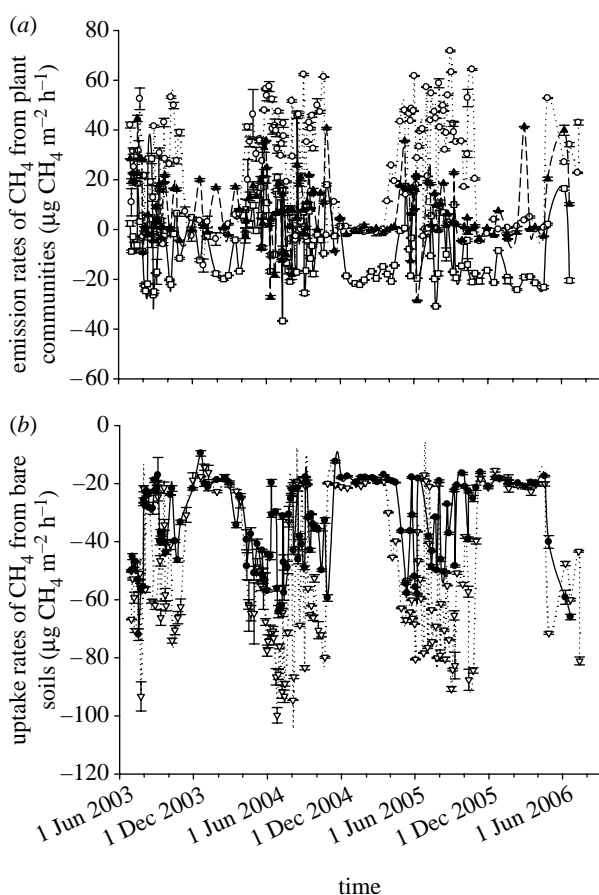 (a)
emission rates of CH4 from plant
communities (µg CH4 m−2 h−1)
80
60
40
20
0
−20
−40
−60
(b)
uptake rates of CH4 from bare
soils (µg CH4 m−2 h−1)
0
−20
−40
−60
−80
−100
−120
1 Jun 2003
1 Dec 2003
1 Jun 2004
1 Dec 2004
1 Jun 2005
1 Dec 2005
1 Jun 2006
time